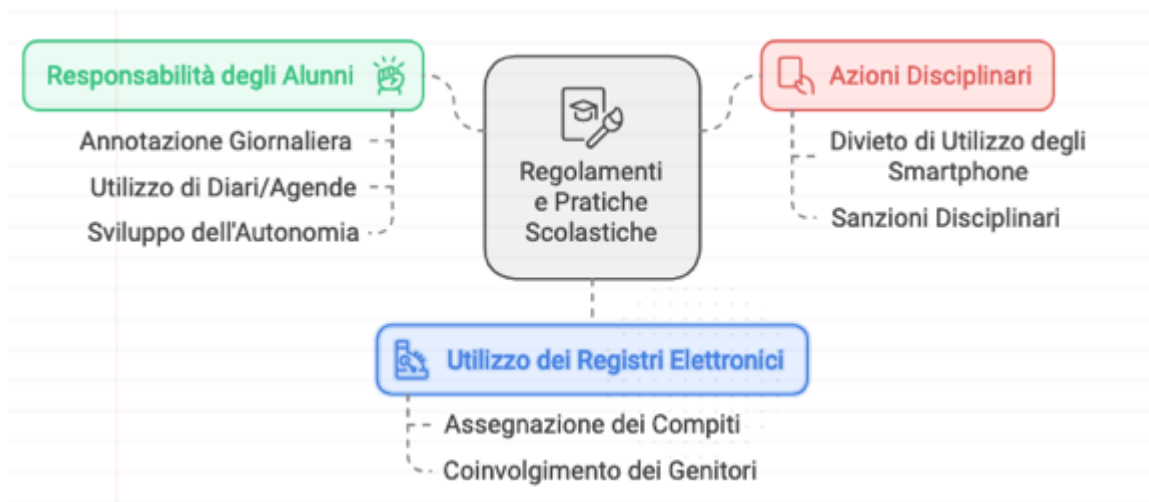 Responsabilità degli Alunni
Annotazione Giornaliera
Utilizzo di Diari/Agende
Sviluppo dell'Autonomia
Regolamenti
e Pratiche
Scolastiche
Azioni Disciplinari
Divieto di Utilizzo degli
Smartphone
Sanzioni Disciplinari
Utilizzo dei Registri Elettronici
Assegnazione dei Compiti
Coinvolgimento dei Genitori